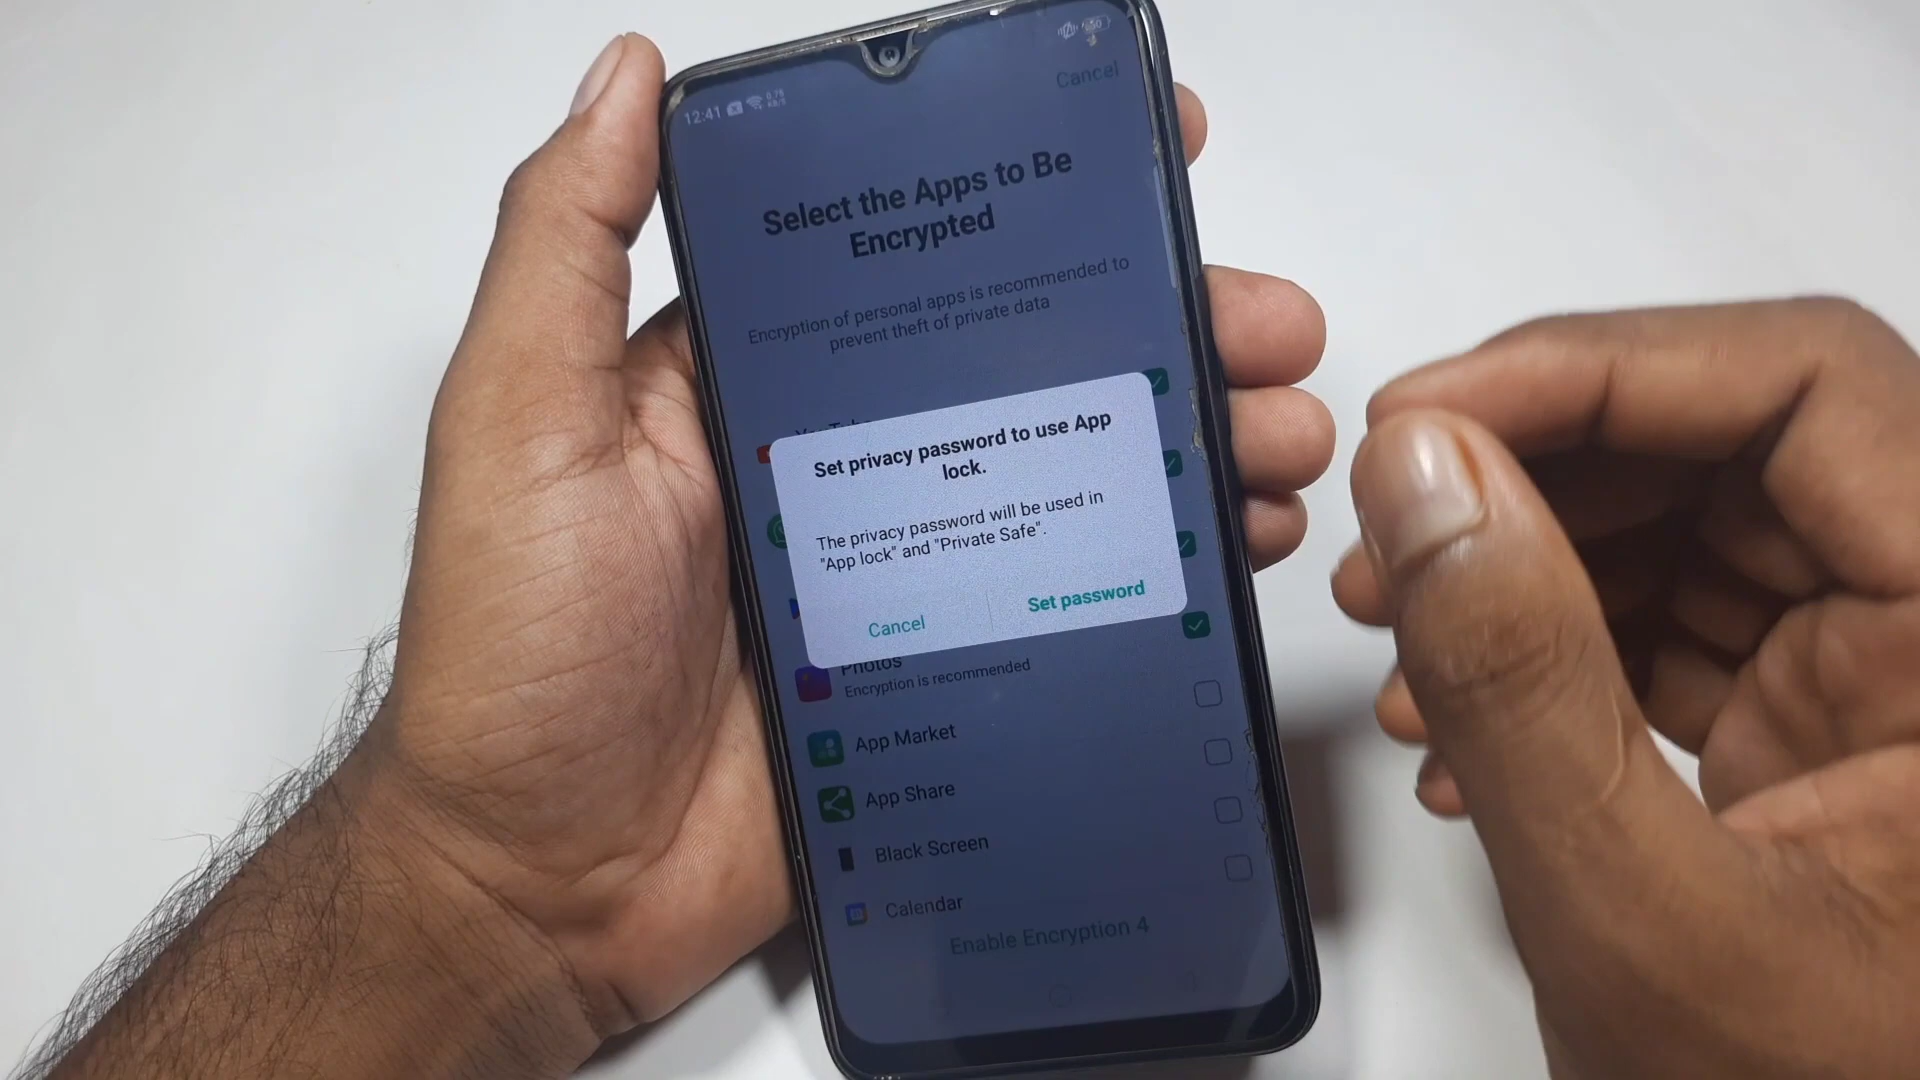 12:41
0.75
KB/s
Cancel
Select the Apps to Be
Encrypted
Encryption of personal apps is recommended to
prevent theft of private data
Set privacy password to use App
lock.
The privacy password will be used in
"App lock" and "Private Safe".
Cancel
Set password
Photos
Encryption is recommended
App Market
App Share
Black Screen
Calendar
Enable Encryption 4